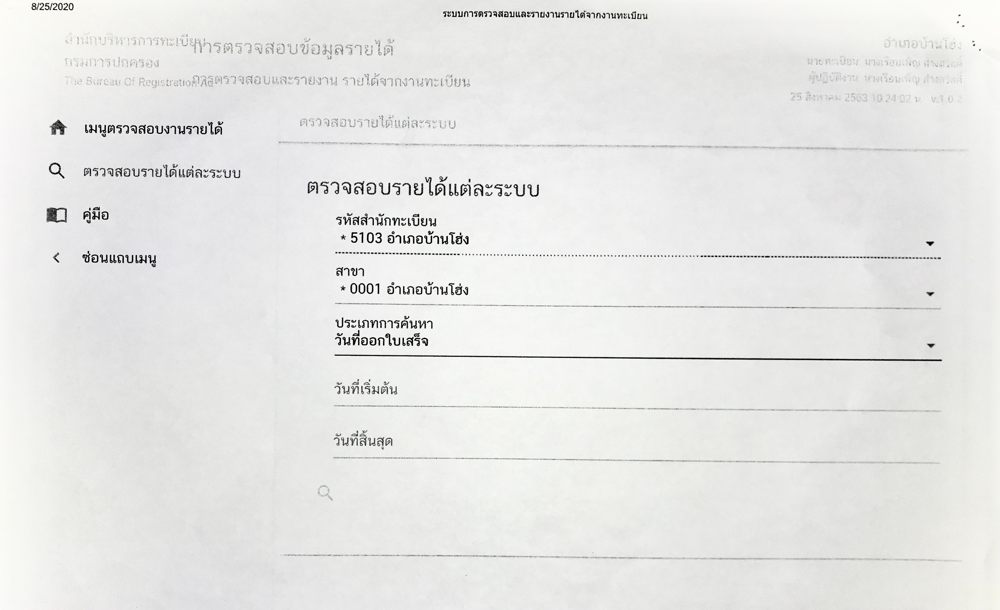 8/25/2020
ระบบการตรวจสอบและรายงานรายได้จากงานทะเบียน
สำนักบริหารการทะเบียน
การตรวจสอบข้อมูลรายได้
กรมการปกครอง
The Bureau Of Registration Ad
การตรวจสอบและรายงาน รายได้จากงานทะเบียน
อำเภอบ้านโฮ่ง
นายทะเบียน: นางเรือนเพ็ญ
ผู้ปฏิบัติงาน: นางเรือนเพ็ญ
25 สิงหาคม 2563 10:24:02 น. v.1.0.2
เมนูตรวจสอบงานรายได้
ตรวจสอบรายได้แต่ละระบบ
คู่มือ
ซ่อนแถบเมนู
ตรวจสอบรายได้แต่ละระบบ
ตรวจสอบรายได้แต่ละระบบ
รหัสสำนักทะเบียน
* 5103 อำเภอบ้านโฮ่ง
สาขา
* 0001 อำเภอบ้านโฮ่ง
ประเภทการค้นหา
วันที่ออกใบเสร็จ
วันที่เริ่มต้น
วันที่สิ้นสุด